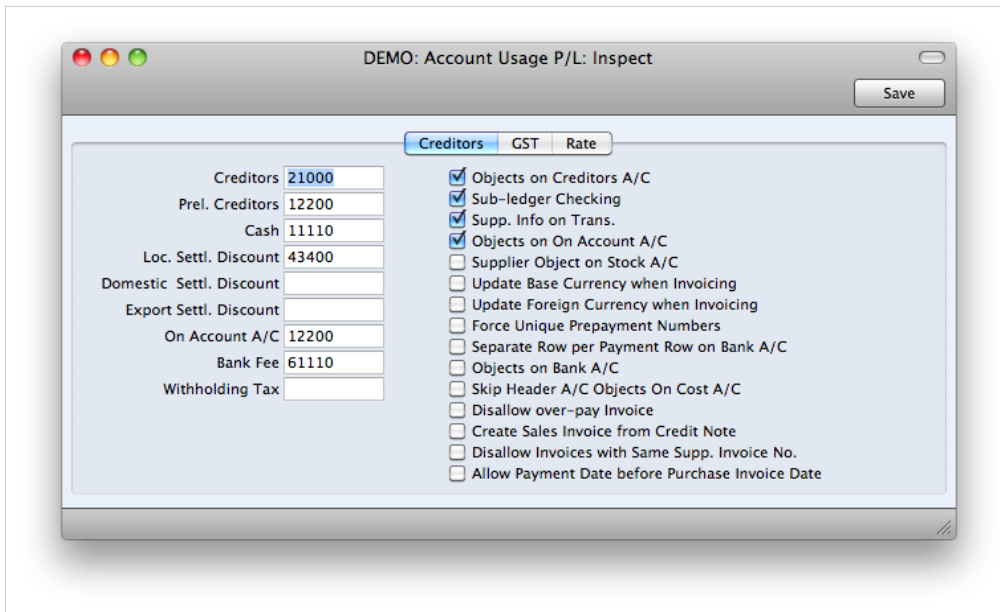 DEMO: Account Usage P/L: Inspect
Save
Creditors GST Rate
Creditors 21000
Prel. Creditors 12200
Cash 11110
Loc. Settl. Discount 43400
Domestic Settl. Discount
Export Settl. Discount
On Account A/C 12200
Bank Fee 61110
Withholding Tax
Objects on Creditors A/C
Sub-ledger Checking
Supp. Info on Trans.
Objects on On Account A/C
Supplier Object on Stock A/C
Update Base Currency when Invoicing
Update Foreign Currency when Invoicing
Force Unique Prepayment Numbers
Separate Row per Payment Row on Bank A/C
Objects on Bank A/C
Skip Header A/C Objects On Cost A/C
Disallow over-pay Invoice
Create Sales Invoice from Credit Note
Disallow Invoices with Same Supp. Invoice No.
Allow Payment Date before Purchase Invoice Date